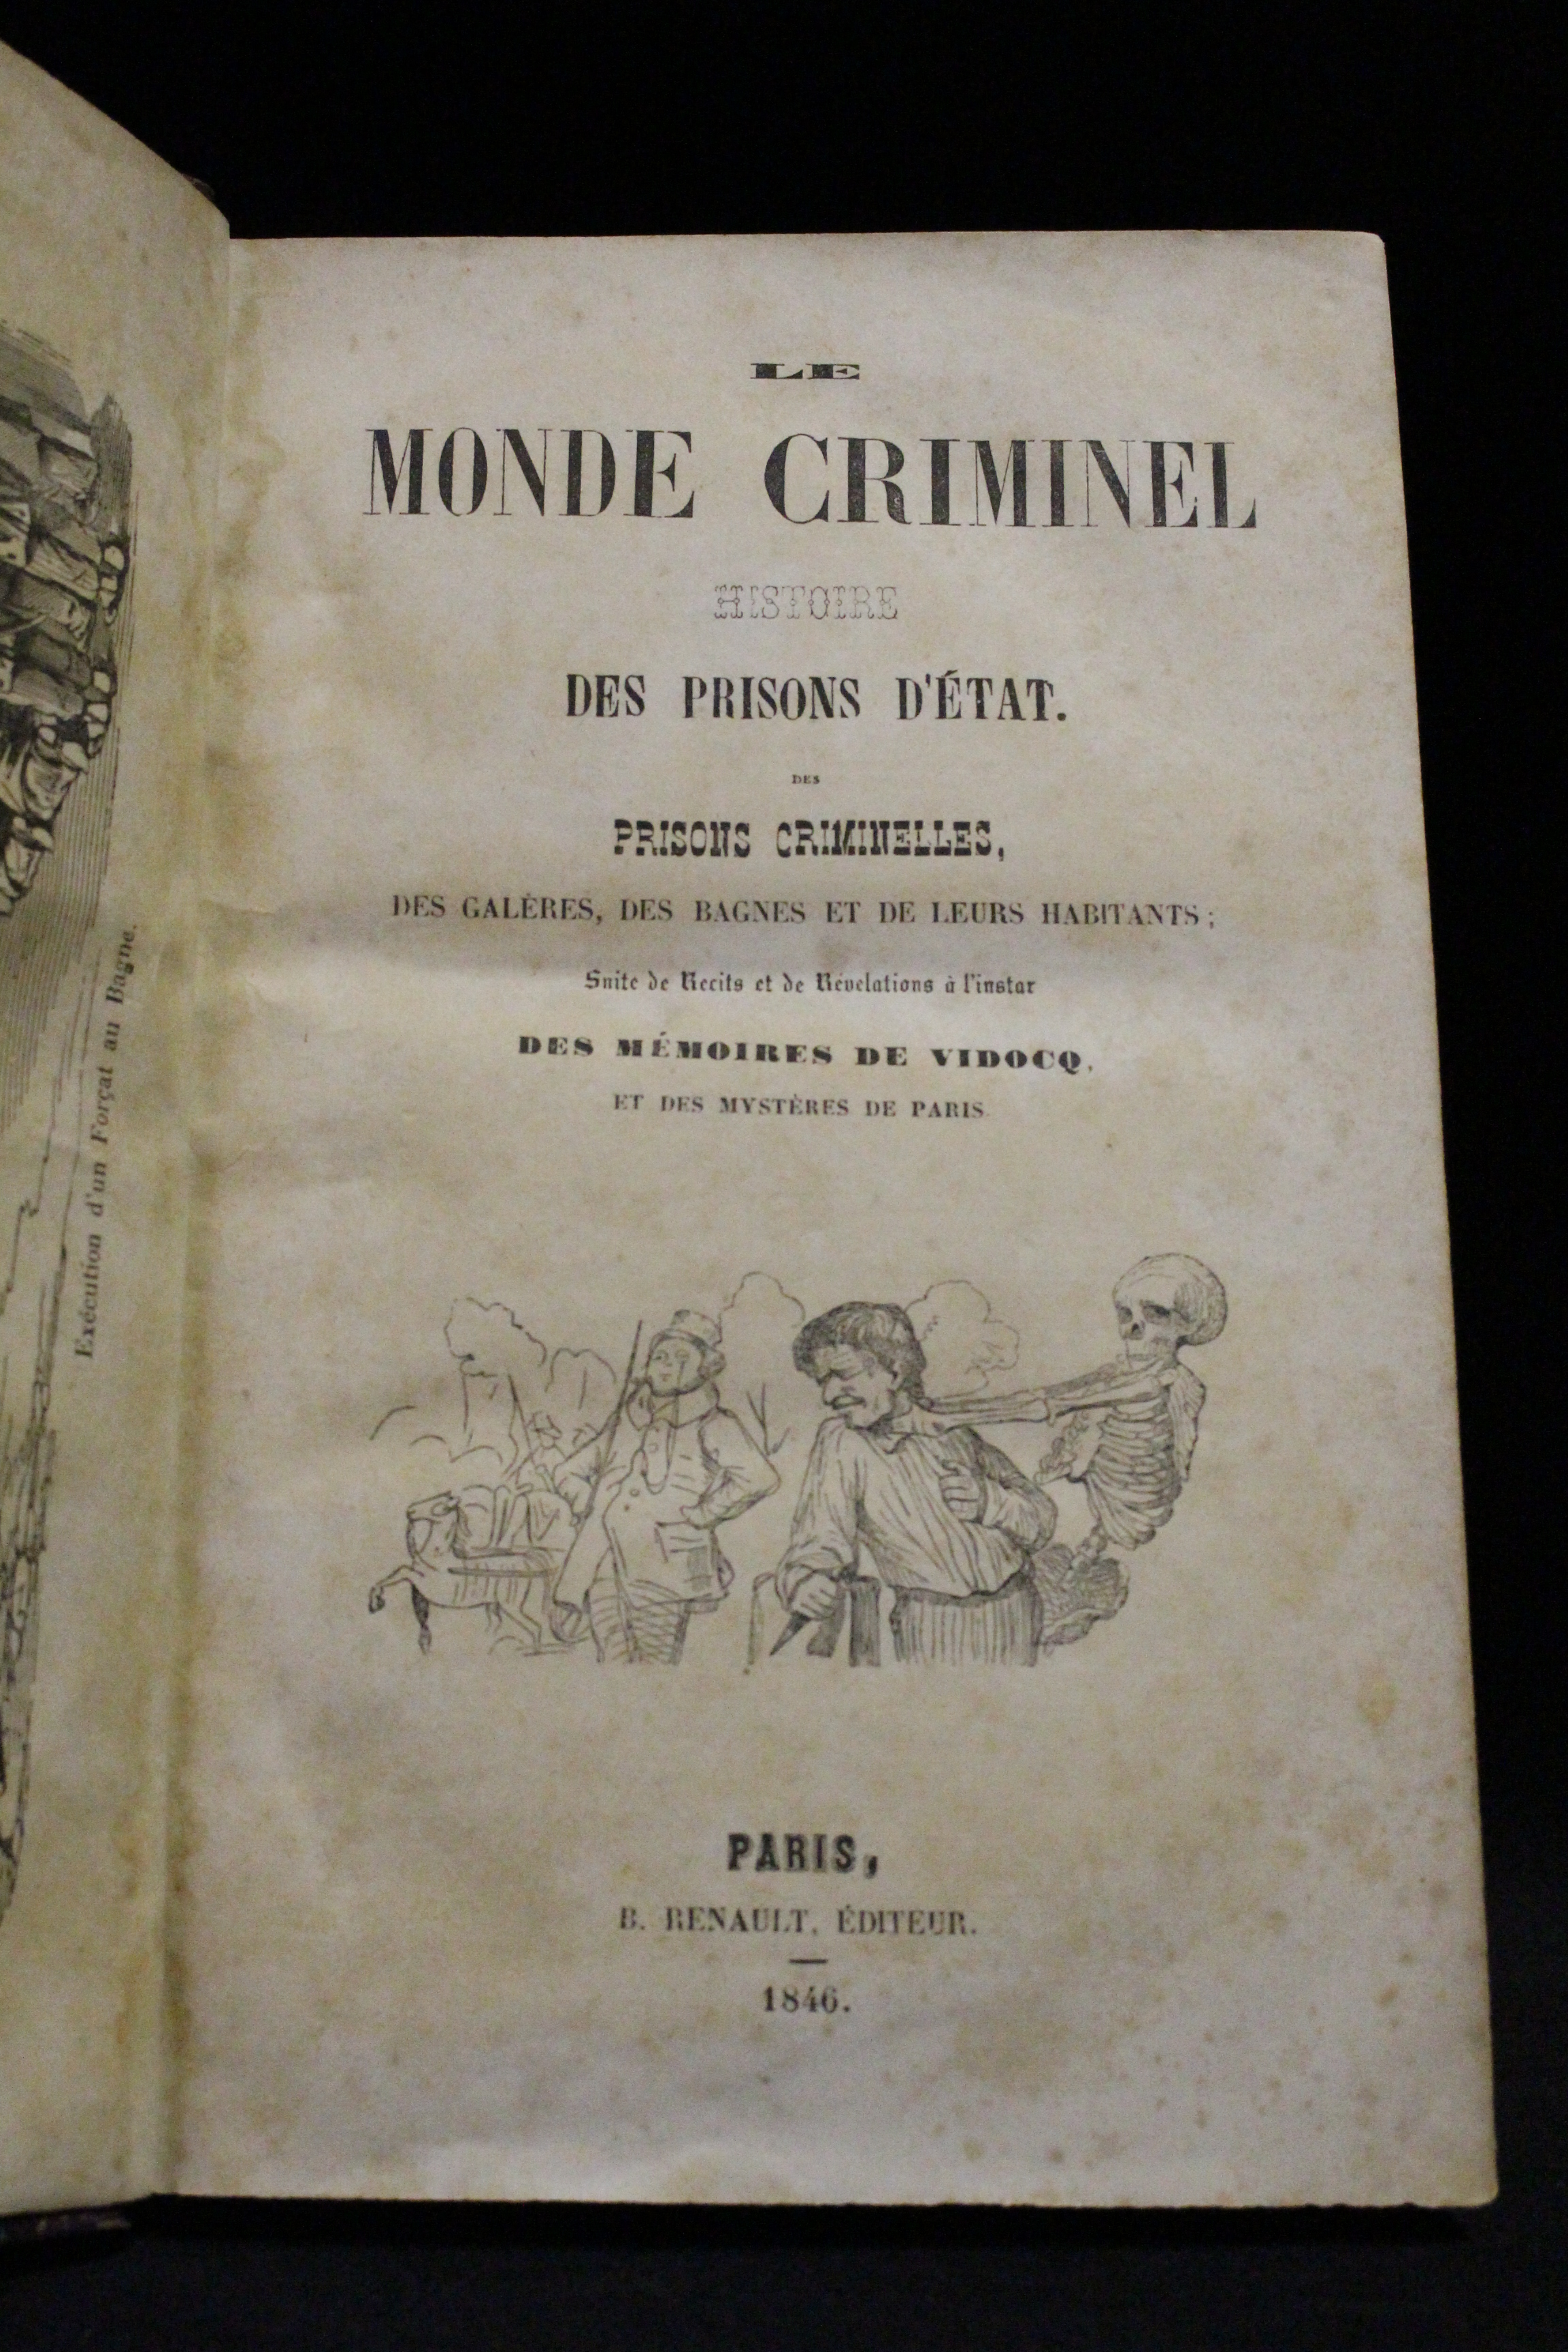 Exécution d'un Forçat au Bagne.
LE
MONDE CRIMINEL
HISTOIRE
DES PRISONS D'ÉTAT.
DES
PRISONS CRIMINELLES,
DES GALÈRES, DES BAGNES ET DE LEURS HABITANTS;
Suite de Recits et de Révelations à l'instar
DES MÉMOIRES DE VIDOCQ,
ET DES MYSTÈRES DE PARIS
PARIS,
B. RENAULT, ÉDITEUR.
1846.